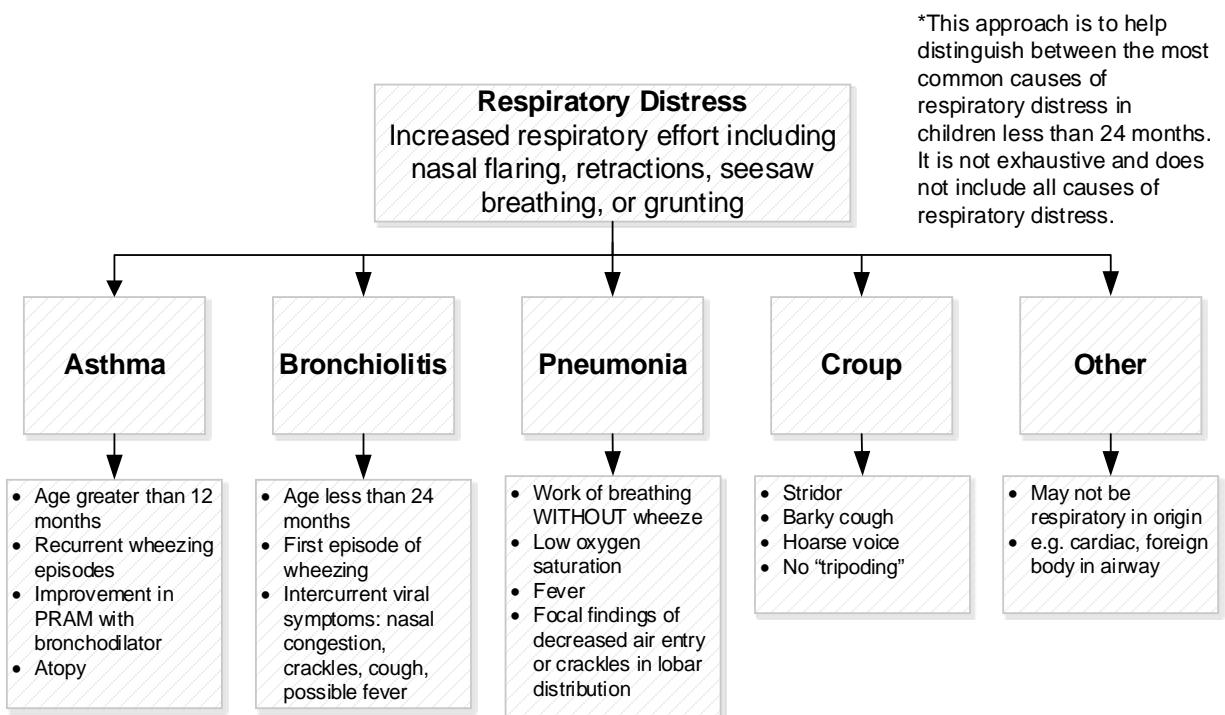 *This approach is to help
distinguish between the most
common causes of
respiratory distress in
children less than 24 months.
It is not exhaustive and does
not include all causes of
respiratory distress.
Respiratory Distress
Increased respiratory effort including
nasal flaring, retractions, seesaw
breathing, or grunting
Asthma
Bronchiolitis
Pneumonia
Croup
Other
• Age greater than 12
months
• Recurrent wheezing
episodes
• Improvement in
PRAM with
bronchodilator
• Atopy
• Age less than 24
months
• First episode of
wheezing
• Intercurrent viral
symptoms: nasal
congestion,
crackles, cough,
possible fever
• Work of breathing
WITHOUT wheeze
• Low oxygen
saturation
• Fever
• Focal findings of
decreased air entry
or crackles in lobar
distribution
• Stridor
• Barky cough
• Hoarse voice
• No “tripoding”
• May not be
respiratory in origin
• e.g. cardiac, foreign
body in airway